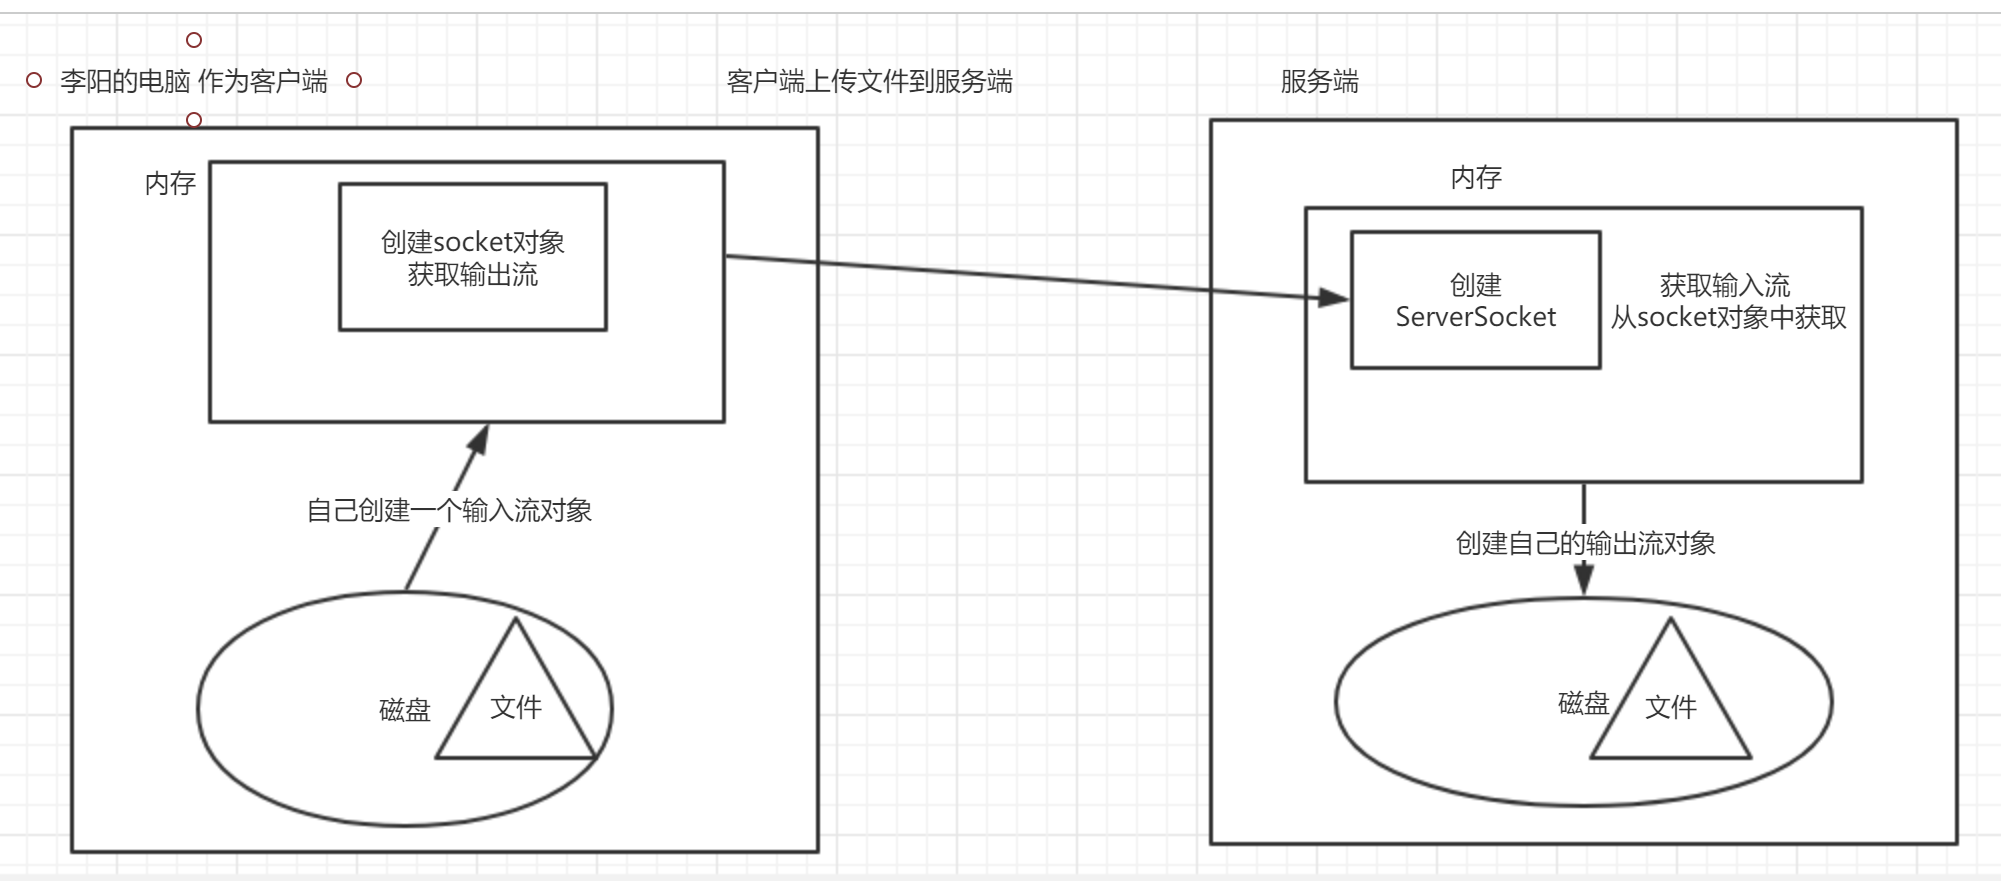 李阳的电脑 作为客户端
客户端上传文件到服务端
服务端
内存
创建socket对象
获取输出流
自己创建一个输入流对象
磁盘
文件
内存
创建
ServerSocket
获取输入流
从socket对象中获取
创建自己的输出流对象
磁盘
文件